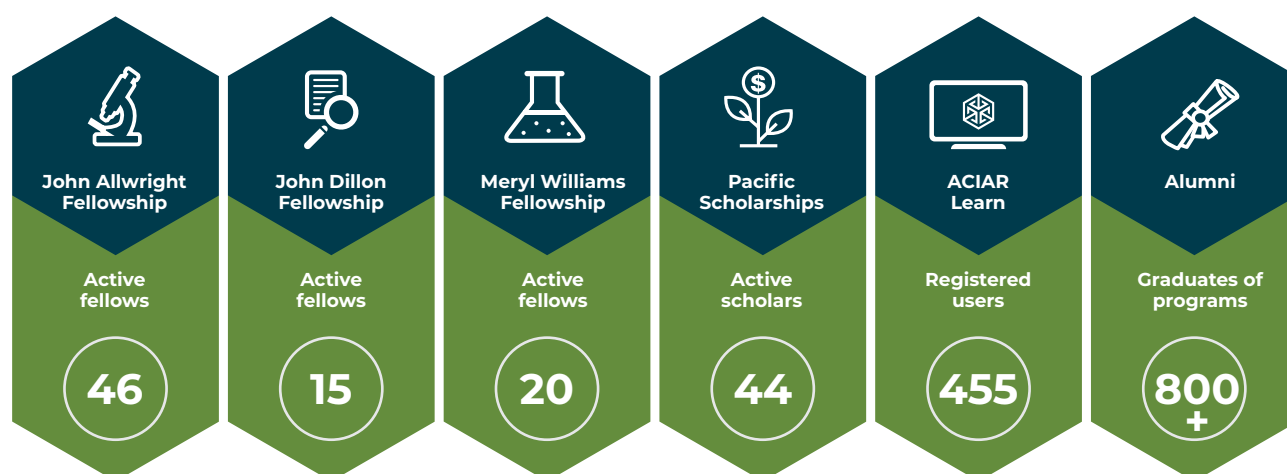 John Allwright
Fellowship
Active
fellows
46
John Dillon
Fellowship
Active
fellows
15
Meryl Williams
Fellowship
Active
fellows
20
$
Pacific
Scholarships
Active
scholars
44
ACIAR
Learn
Registered
users
455
Alumni
Graduates of
programs
800
+